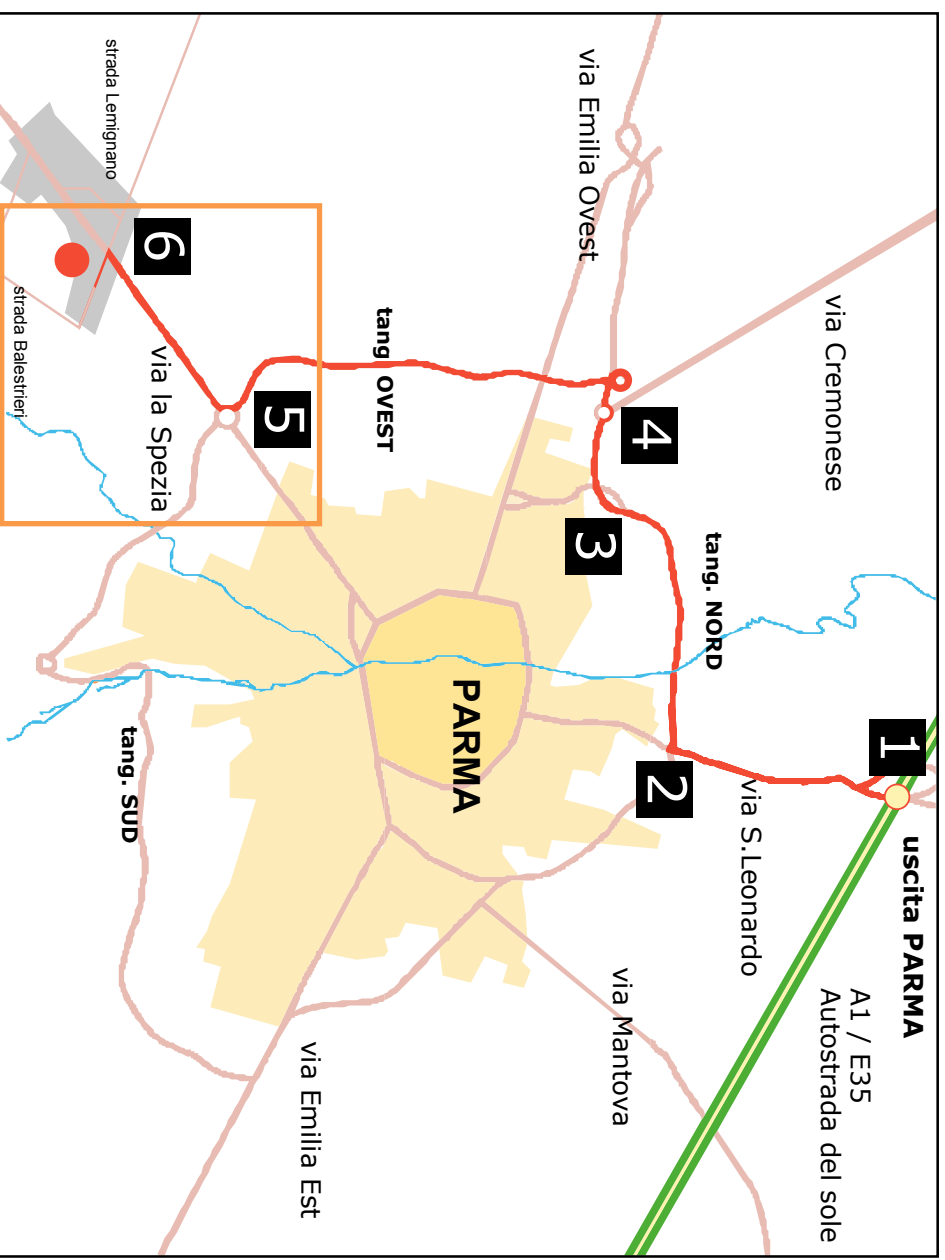 uscita PARMA
1
A1 / E35
Autostrada del sole
via Cremonese
tang. NORD
via S.Leonardo
2
4
3
via Emilia Ovest
via Mantova
PARMA
tang OVEST
5
via Emilia Est
6
via la Spezia
tang. SUD
strada Lemignano
strada Balestrieri